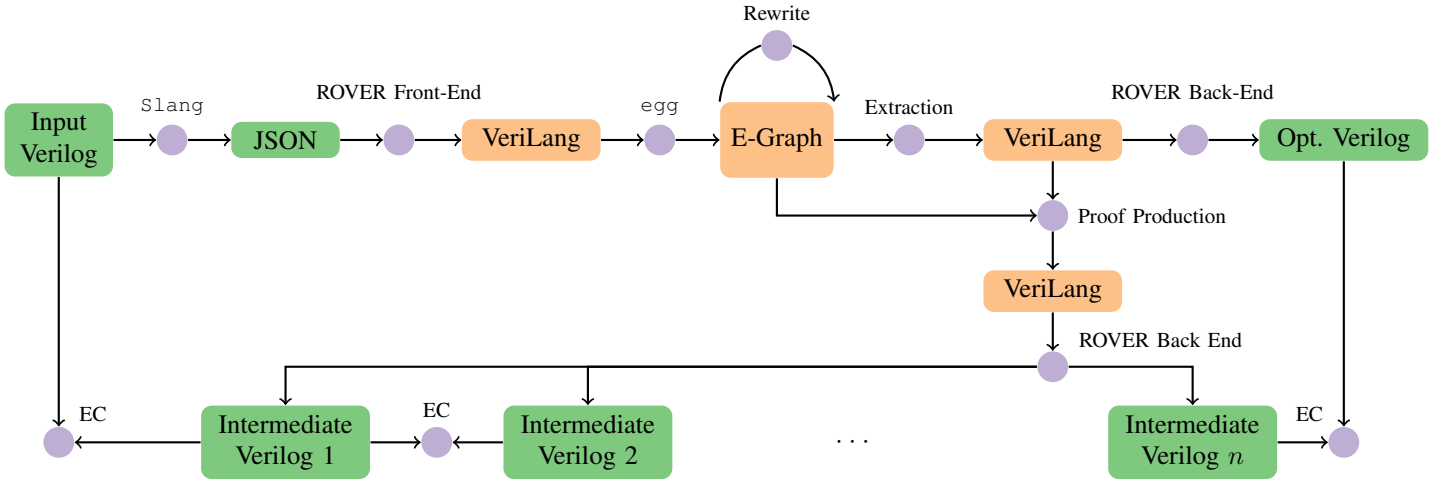 Rewrite
Slang
ROVER Front-End
egg
Extraction
ROVER Back-End
Input
Verilog
JSON
VeriLang
E-Graph
VeriLang
Opt. Verilog
Proof Production
VeriLang
ROVER Back End
EC
Intermediate
Verilog 1
EC
Intermediate
Verilog 2
...
Intermediate
Verilog n
EC